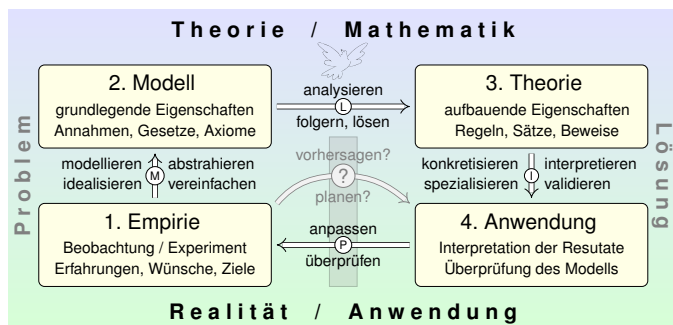 Theorie / Mathematik
Problem
2. Modell
grundlegende Eigenschaften
Annahmen, Gesetze, Axiome
analysieren
L
folgern, lösen
3. Theorie
aufbauende Eigenschaften
Regeln, Sätze, Beweise
Lösung
modellieren
idealisieren
M
abstrahieren
vereinfachen
vorhersagen?
?
planen?
konkretisieren
spezialisieren
I
interpretieren
validieren
1. Empirie
Beobachtung / Experiment
Erfahrungen, Wünsche, Ziele
anpassen
P
überprüfen
4. Anwendung
Interpretation der Resutate
Überprüfung des Modells
Realität / Anwendung